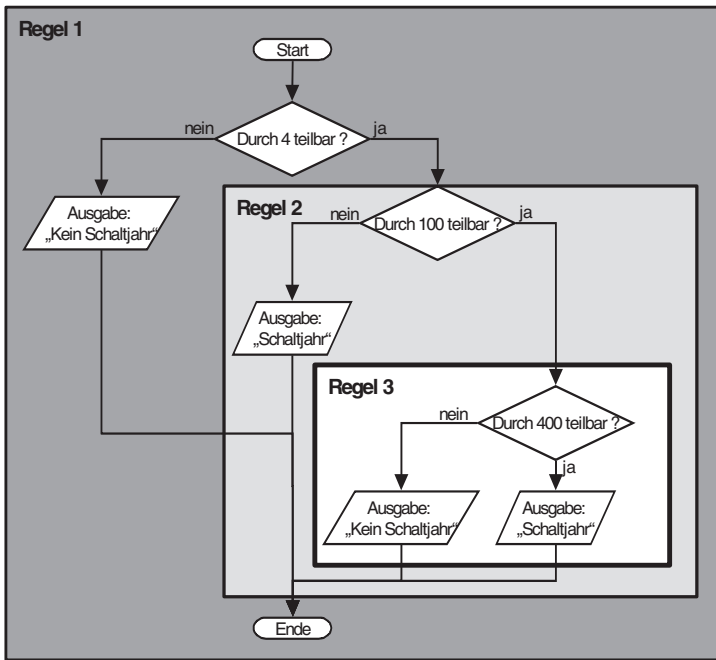 Regel 1
Start
nein
Durch 4 teilbar ?
ja
Ausgabe:
„Kein Schaltjahr“
Regel 2
nein
Durch 100 teilbar ?
ja
Ausgabe:
„Schaltjahr“
Regel 3
nein
Durch 400 teilbar ?
ja
Ausgabe:
„Kein Schaltjahr“
Ausgabe:
„Schaltjahr“
Ende